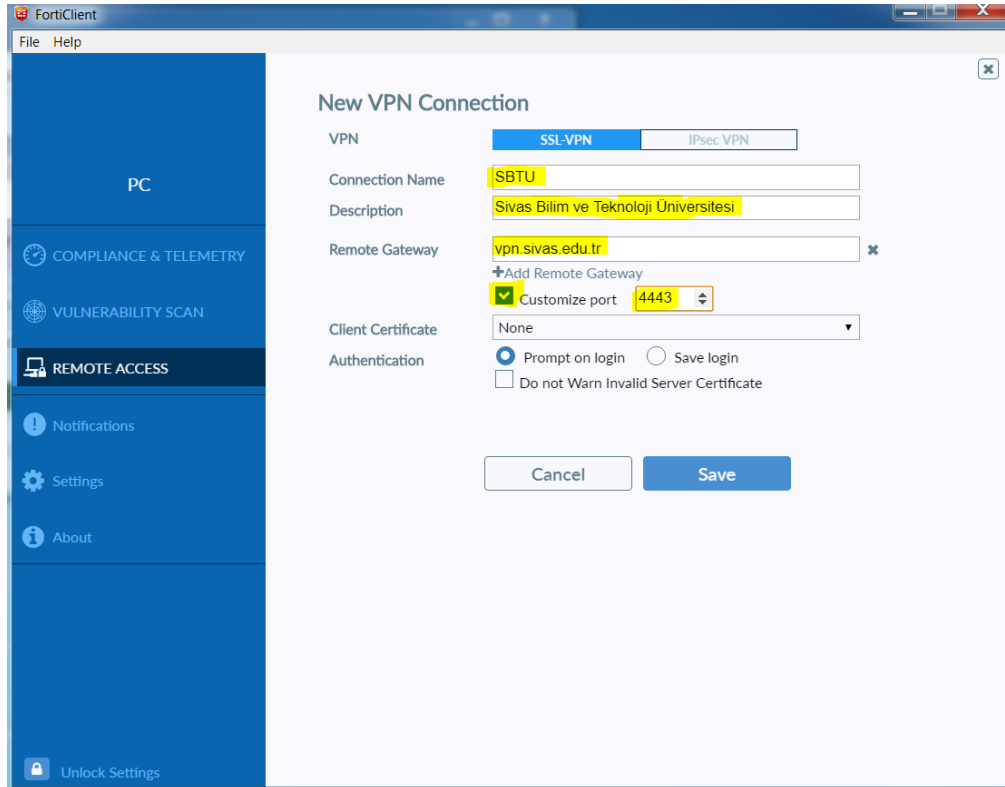 FortiClient
File Help
New VPN Connection
VPN SSL-VPN IPsec VPN
PC
Connection Name SBTU
Description Sivas Bilim ve Teknoloji Üniversitesi
COMPLIANCE & TELEMETRY
Remote Gateway vpn.sivas.edu.tr
+Add Remote Gateway
Customize port 4443
VULNERABILITY SCAN
Client Certificate None
Authentication Prompt on login Save login
REMOTE ACCESS
Do not Warn Invalid Server Certificate
Notifications
Cancel Save
Settings
About
Unlock Settings